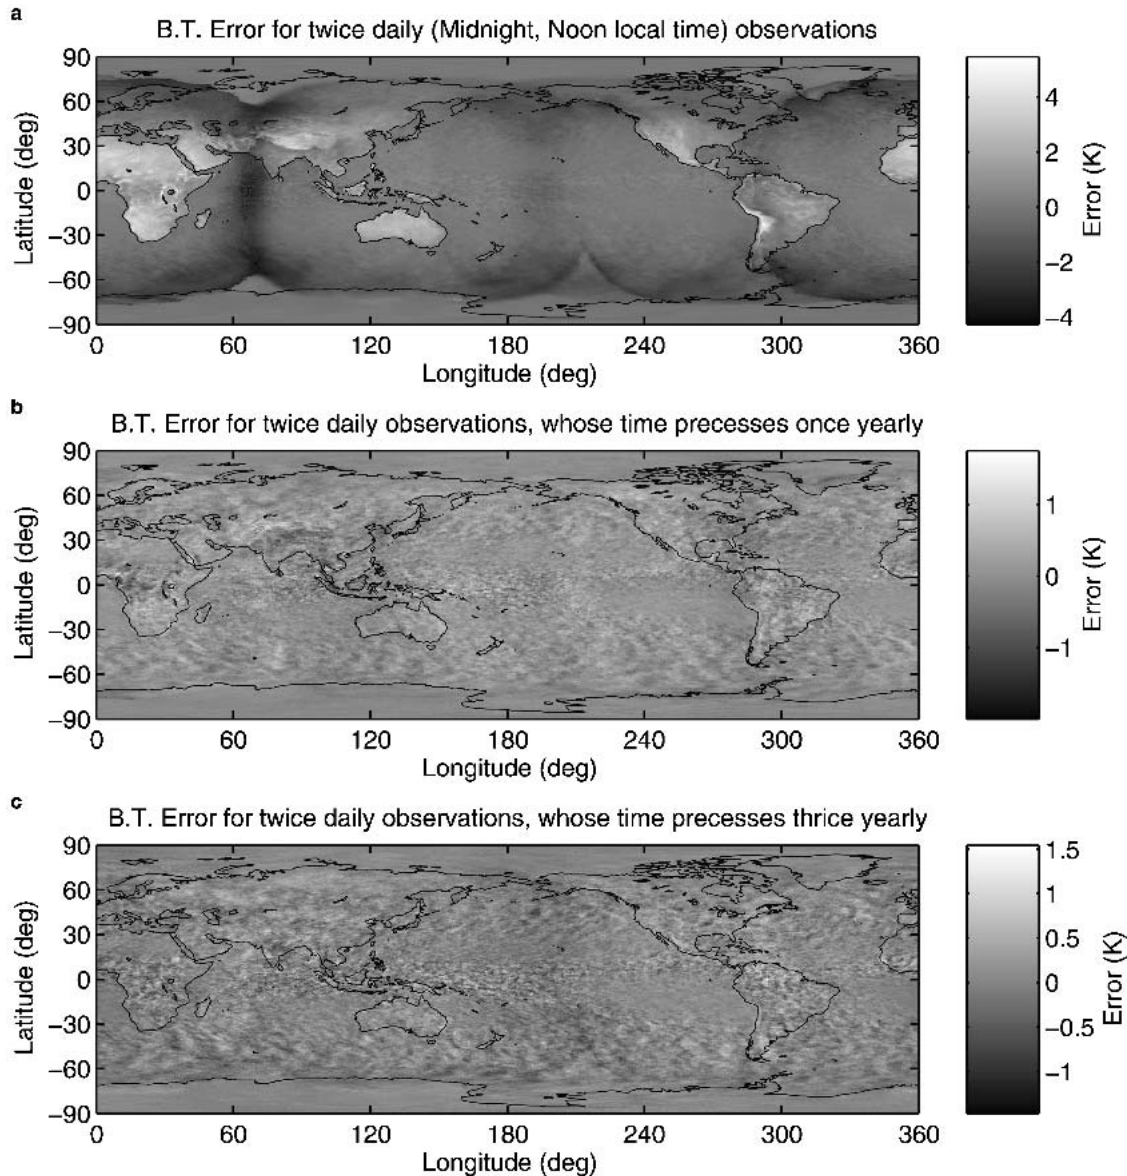 a
B.T. Error for twice daily (Midnight, Noon local time) observations
90
60
30
0
−30
−60
−90
Latitude (deg)
0 60 120 180 240 300 360
Longitude (deg)
4
2
0
−2
−4
Error (K)
b
B.T. Error for twice daily observations, whose time precesses once yearly
90
60
30
0
−30
−60
−90
Latitude (deg)
0 60 120 180 240 300 360
Longitude (deg)
1
0
−1
Error (K)
c
B.T. Error for twice daily observations, whose time precesses thrice yearly
90
60
30
0
−30
−60
−90
Latitude (deg)
0 60 120 180 240 300 360
Longitude (deg)
1.5
1
0.5
0
−0.5
−1
Error (K)